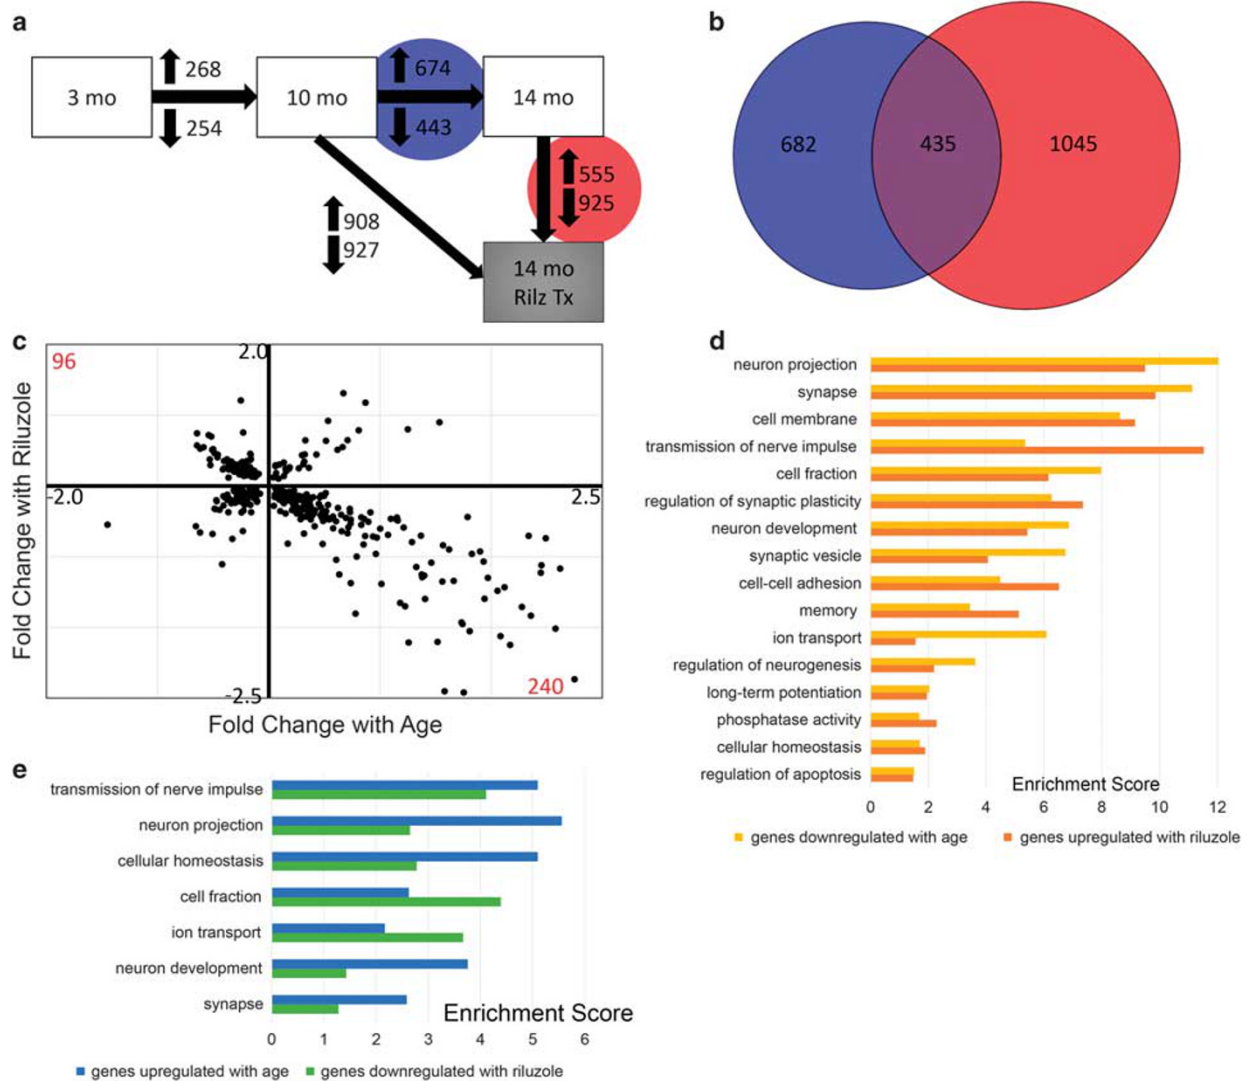 a
3 mo
268
254
10 mo
674
443
14 mo
555
925
908
927
14 mo
Rilz Tx
b
682
435
1045
c
96
2.0
-2.0
2.5
-2.5
240
Fold Change with Riluzole
Fold Change with Age
d
neuron projection
synapse
cell membrane
transmission of nerve impulse
cell fraction
regulation of synaptic plasticity
neuron development
synaptic vesicle
cell-cell adhesion
memory
ion transport
regulation of neurogenesis
long-term potentiation
phosphatase activity
cellular homeostasis
regulation of apoptosis
Enrichment Score
0 2 4 6 8 10 12
genes downregulated with age genes upregulated with riluzole
e
transmission of nerve impulse
neuron projection
cellular homeostasis
cell fraction
ion transport
neuron development
synapse
Enrichment Score
0 1 2 3 4 5 6
genes upregulated with age genes downregulated with riluzole